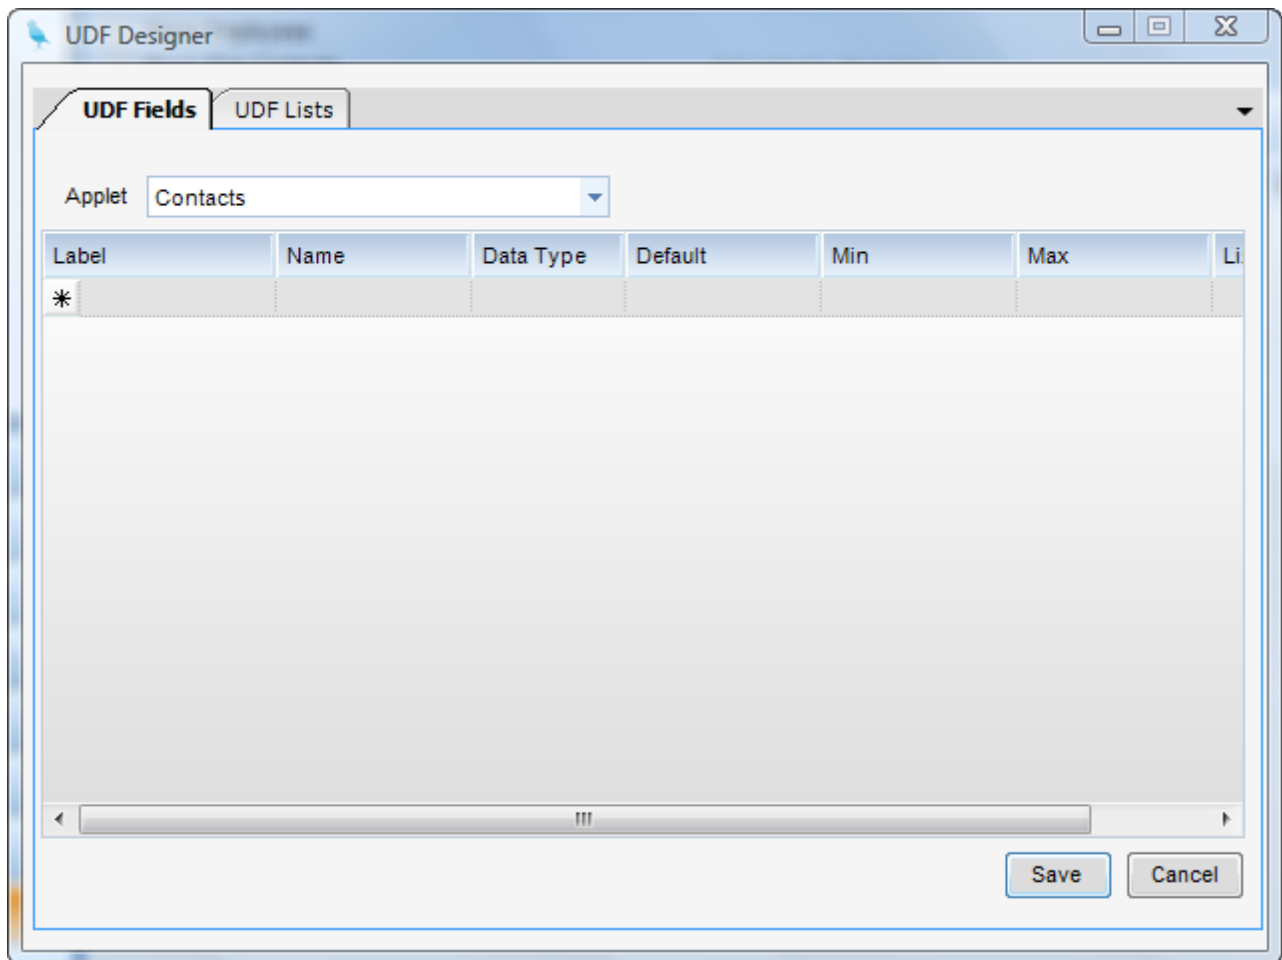 UDF Designer
UDF Fields UDF Lists
Applet Contacts
Label Name Data Type Default Min Max
Save Cancel